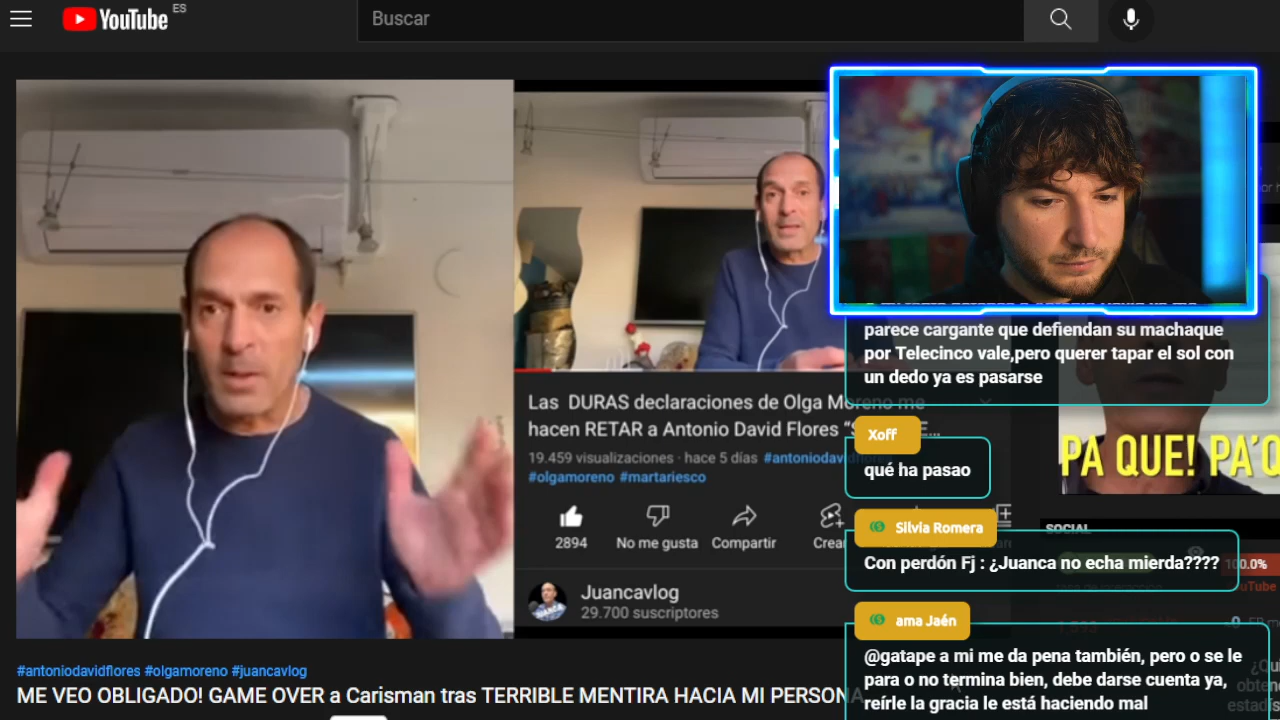 YouTube ES
Buscar
Las DURAS declaraciones de Olga Moreno me
hacen RETAR a Antonio David Flores
19.459 visualizaciones · hace 5 días #antoniodavidflores
#olgamoreno #martariesco
2894
No me gusta
Compartir
Juancavlog
29.700 suscriptores
#antoniodavidflores #olgamoreno #juancavlog
ME VEO OBLIGADO! GAME OVER a Carisman tras TERRIBLE MENTIRA HACIA MI PERSONA
parece cargante que defiendan su machaque
por Telecinco vale,pero querer tapar el sol con
un dedo ya es pasarse
Xoff
qué ha pasao
Silvia Romera
Con perdón Fj : ¿Juanca no echa mierda????
ama Jaén
@gatape a mi me da pena también, pero o se le
para o no termina bien, debe darse cuenta ya,
reírle la gracia le está haciendo mal
PA QUE! PA'Q
SOCIAL
100.0%